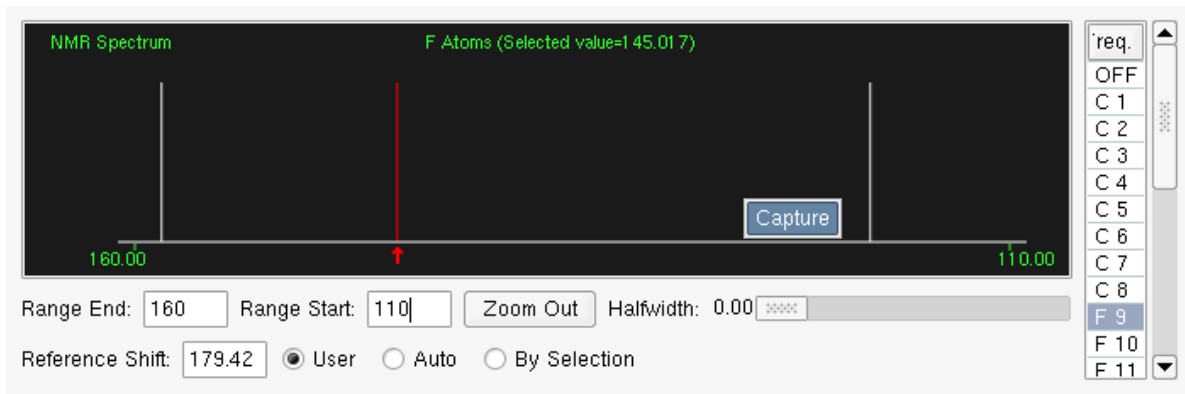 NMR Spectrum
F Atoms (Selected value=145.017)
Capture
160.00
110.00
Range End: 160 Range Start: 110 Zoom Out Halfwidth: 0.00
Reference Shift: 179.42 User Auto By Selection
req.
OFF
C 1
C 2
C 3
C 4
C 5
C 6
C 7
C 8
F 9
F 10
F 11